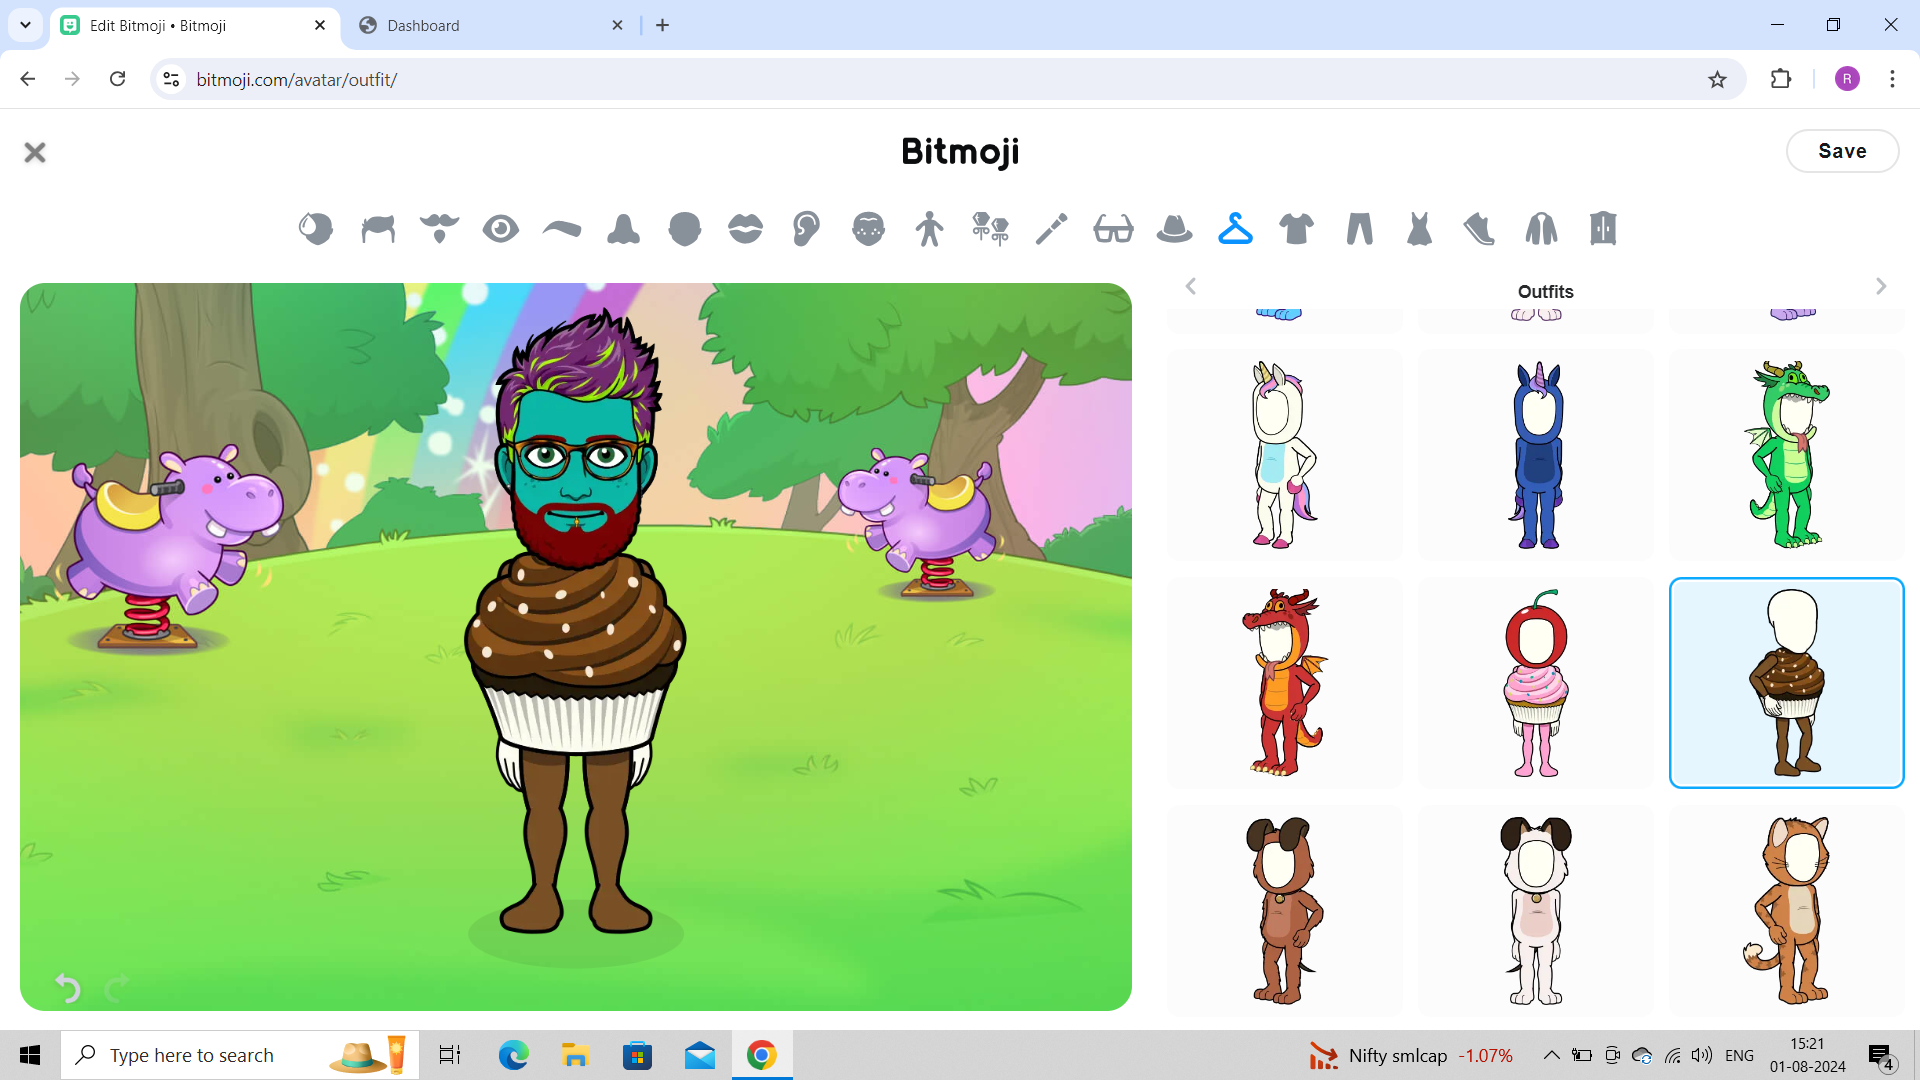 Edit Bitmoji • Bitmoji
Dashboard
bitmoji.com/avatar/outfit/
R
Bitmoji
Save
Outfits
Type here to search
Nifty smlcap -1.07%
ENG
15:21
01-08-2024
4